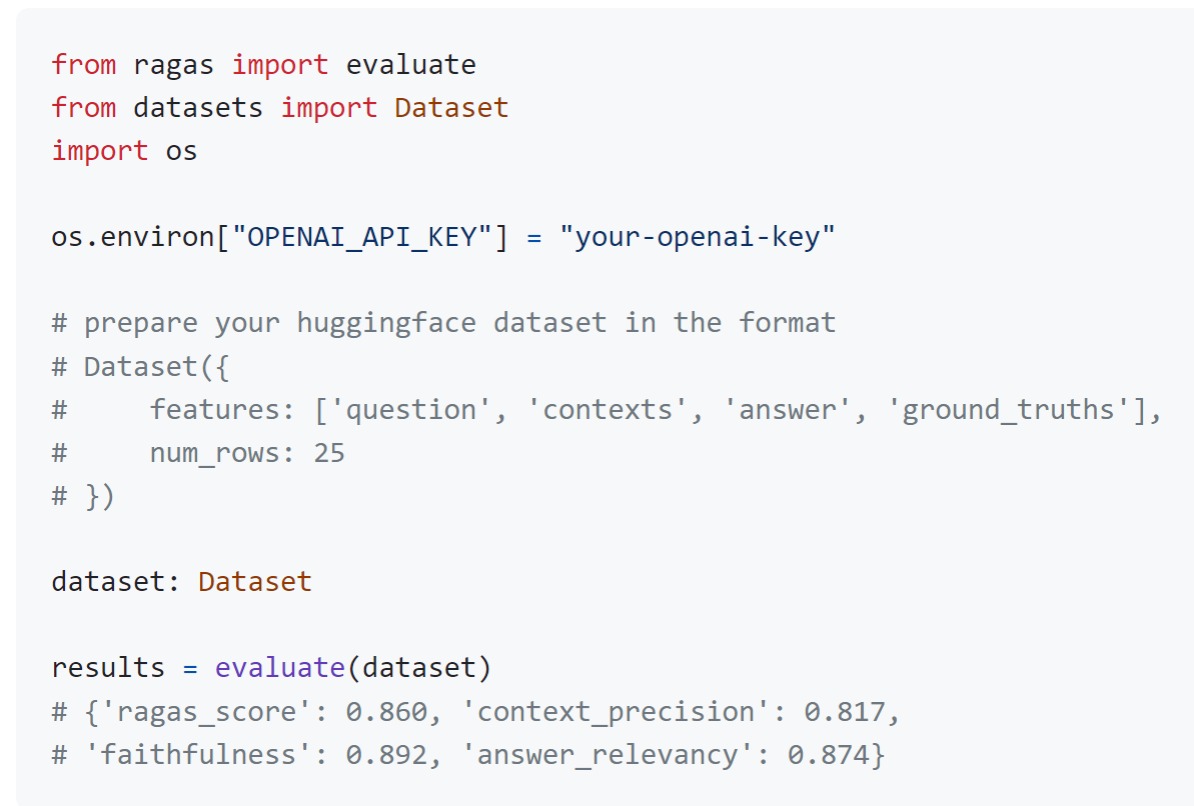 from ragas import evaluate
from datasets import Dataset
import os

os.environ["OPENAI_API_KEY"] = "your-openai-key"

# prepare your huggingface dataset in the format
# Dataset({
#     features: ['question', 'contexts', 'answer', 'ground_truths'],
#     num_rows: 25
# })

dataset: Dataset

results = evaluate(dataset)
# {'ragas_score': 0.860, 'context_precision': 0.817,
# 'faithfulness': 0.892, 'answer_relevancy': 0.874}